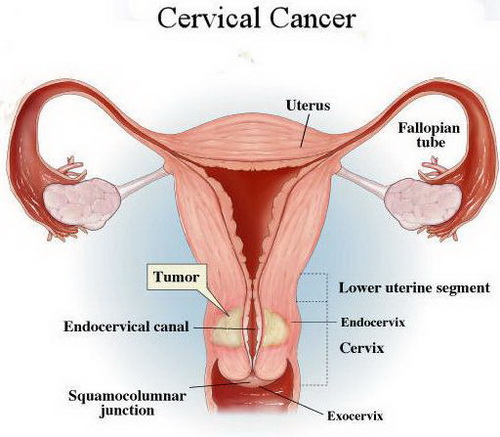 Cervical Cancer
Uterus
Fallopian
tube
Tumor
Lower uterine segment
Endocervical canal
Endocervix
Cervix
Squamocolumnar
junction
Exocervix